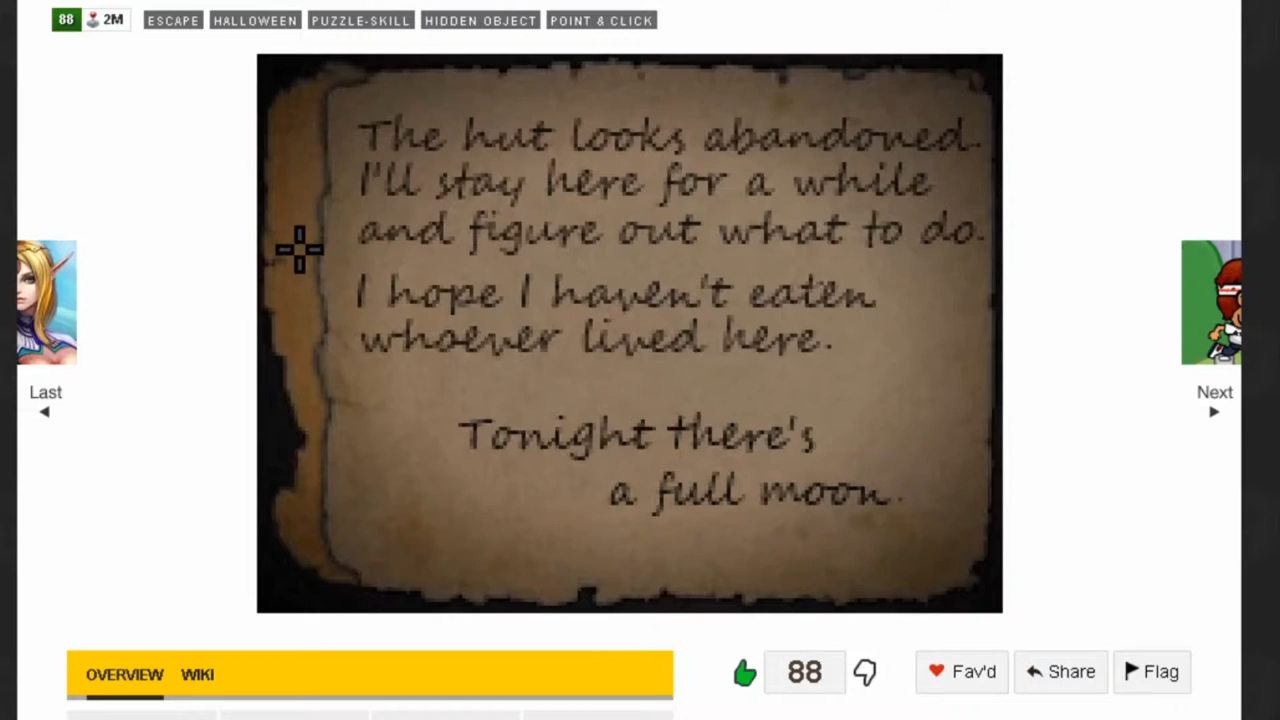 88 2M ESCAPE HALLOWEEN PUZZLE-SKILL HIDDEN OBJECT POINT & CLICK
The hut looks abandoned.
I'll stay here for a while
and figure out what to do.
I hope I haven't eaten
whoever lived here.
Tonight there's
a full moon.
Last
Next
OVERVIEW WIKI
88
Fav'd
Share
Flag